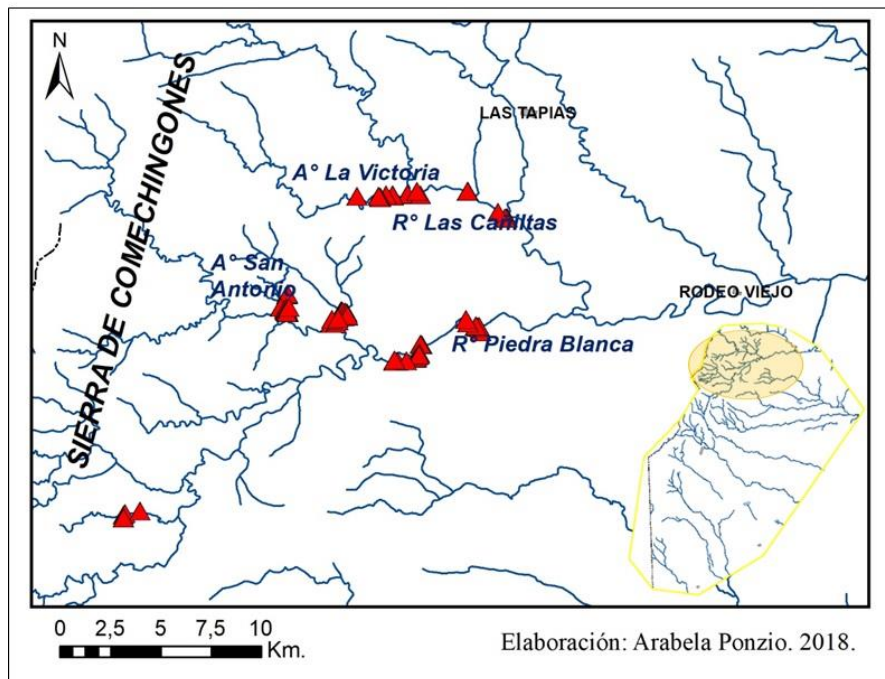 N
SIERRA DE COMECHINGONES
LAS TAPIAS
A° La Victoria
R° Las Cañitas
A° San
Antonio
RODEO VIEJO
R° Piedra Blanca
0 2,5 5 7,5 10
Km.
Elaboración: Arabela Ponzio. 2018.